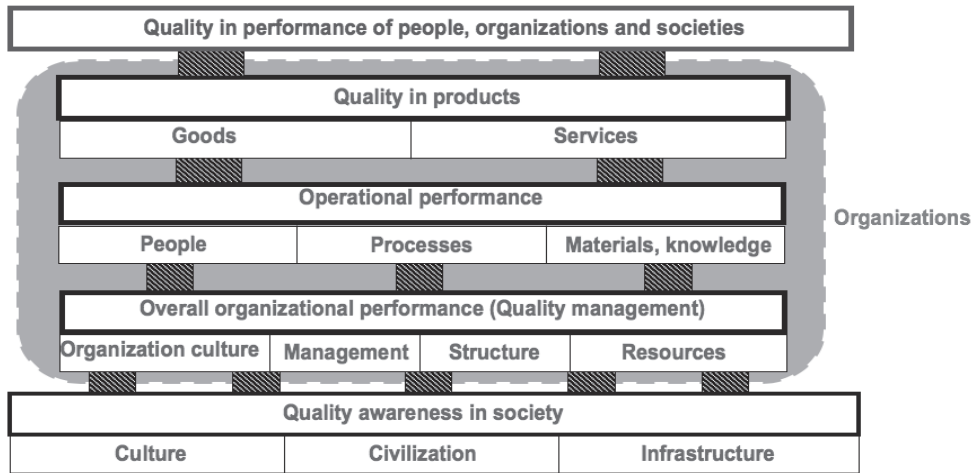 Quality in performance of people, organizations and societies
Quality in products
Goods
Services
Operational performance
Organizations
People
Processes
Materials, knowledge
Overall organizational performance (Quality management)
Organization culture
Management
Structure
Resources
Quality awareness in society
Culture
Civilization
Infrastructure